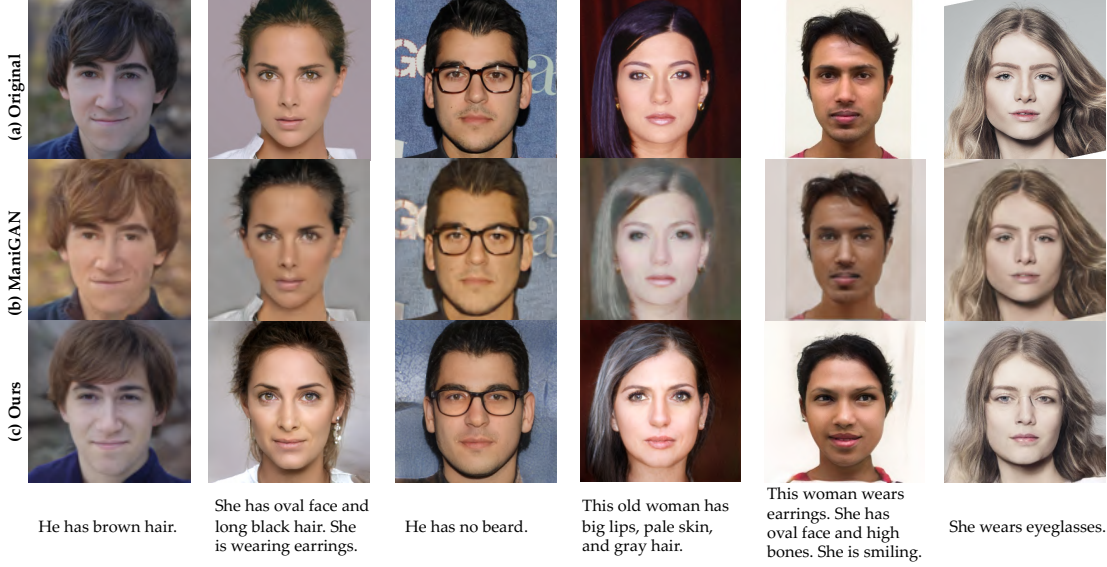 (a) Original
GO
a
(b) ManiGAN
G
a
(c) Ours
He has brown hair.
She has oval face and
long black hair. She
is wearing earrings.
He has no beard.
This old woman has
big lips, pale skin,
and gray hair.
This woman wears
earrings. She has
oval face and high
bones. She is smiling.
She wears eyeglasses.